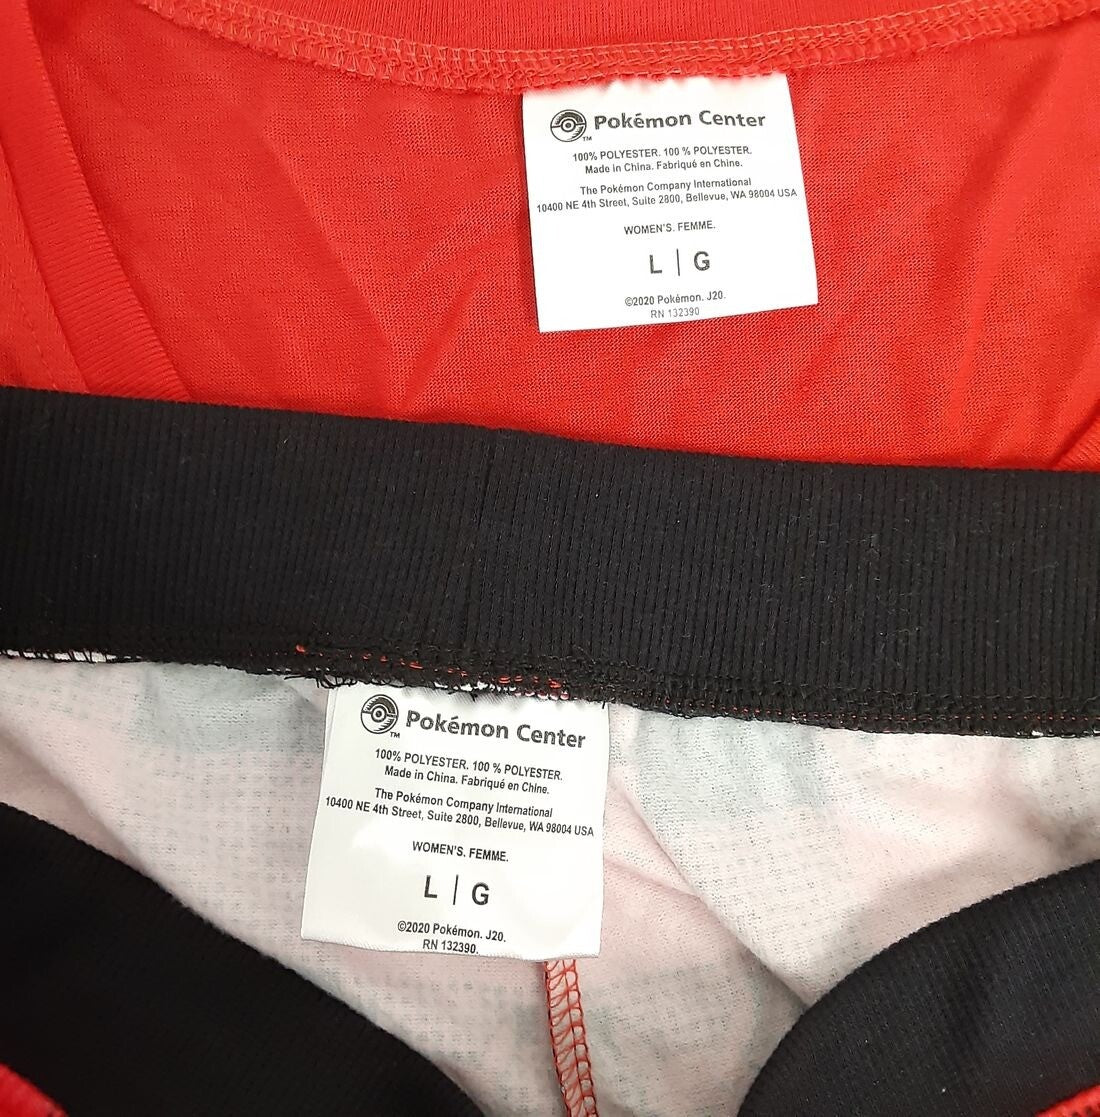 Pokémon Center
TM
100% POLYESTER. 100 % POLYESTER.
Made in China. Fabriqué en Chine.
The Pokémon Company International
10400 NE 4th Street, Suite 2800, Bellevue, WA 98004 USA
WOMEN'S. FEMME.
L | G
©2020 Pokémon. J20.
RN 132390
Pokémon Center
TM
100% POLYESTER. 100 % POLYESTER.
Made in China. Fabriqué en Chine.
The Pokémon Company International
10400 NE 4th Street, Suite 2800, Bellevue, WA 98004 USA
WOMEN'S. FEMME.
L | G
©2020 Pokémon. J20.
RN 132390.